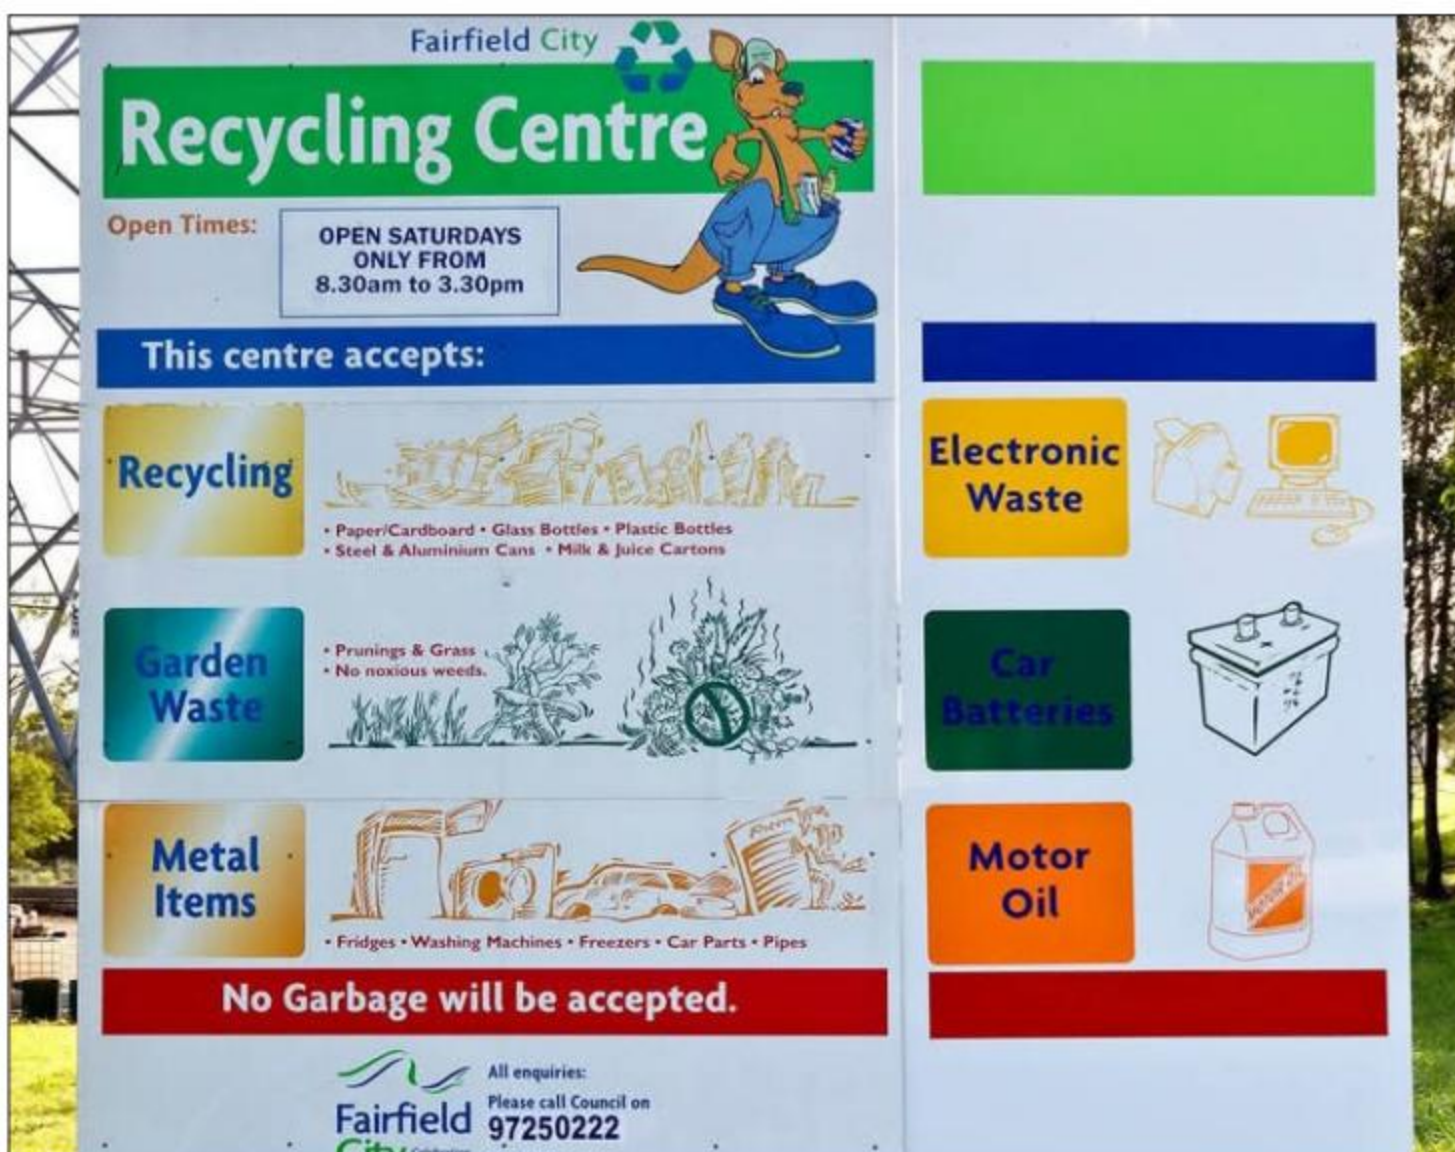 Fairfield City
Recycling Centre
Open Times:
OPEN SATURDAYS
ONLY FROM
8.30am to 3.30pm
This centre accepts:
Recycling
• Paper/Cardboard • Glass Bottles • Plastic Bottles
• Steel & Aluminium Cans • Milk & Juice Cartons
Garden
Waste
• Prunings & Grass
• No noxious weeds.
Metal
Items
• Fridges • Washing Machines • Freezers • Car Parts • Pipes
No Garbage will be accepted.
Fairfield
City
All enquiries:
Please call Council on
97250222
Electronic
Waste
Car
Batteries
Motor
Oil
MOTOR OIL